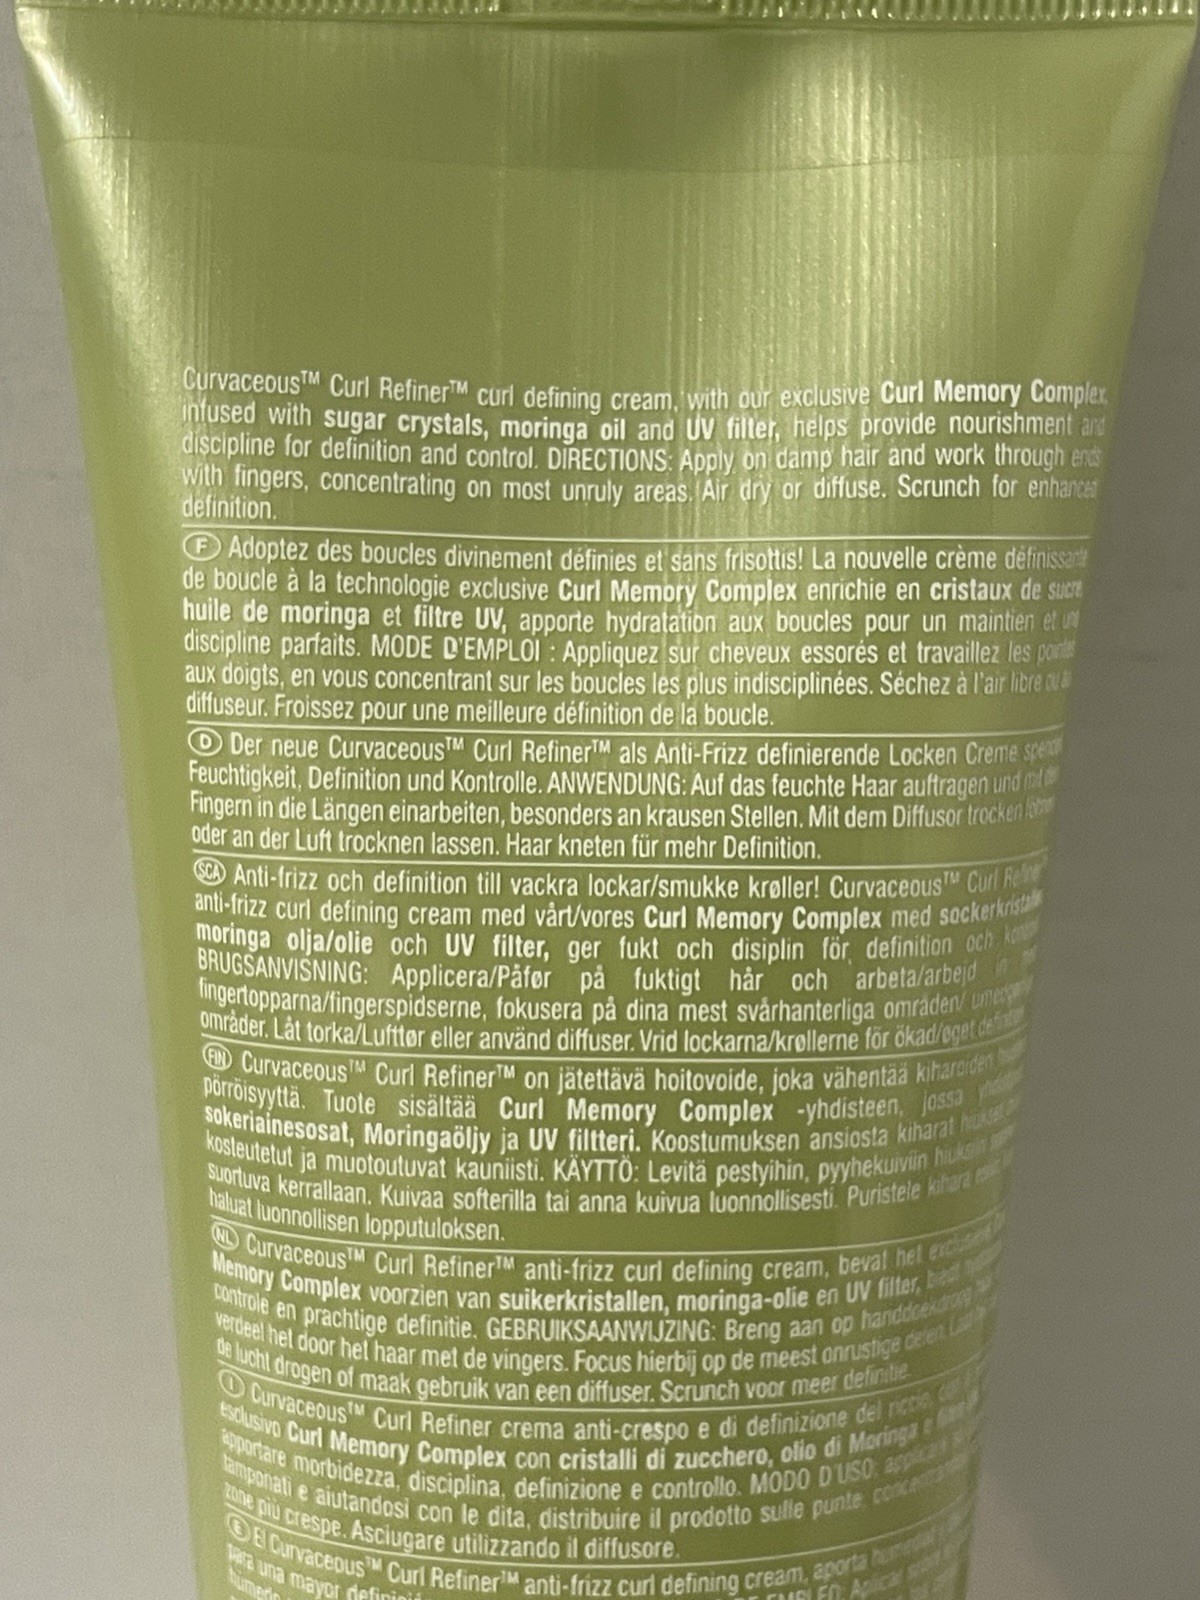 Curvaceous™ Curl Refiner™ curl defining cream, with our exclusive Curl Memory Complex,
infused with sugar crystals, moringa oil and UV filter, helps provide nourishment and
discipline for definition and control. DIRECTIONS: Apply on damp hair and work through ends
with fingers, concentrating on most unruly areas. Air dry or diffuse. Scrunch for enhanced
definition.
F Adoptez des boucles divinement définies et sans frisottis! La nouvelle crème définissante
de boucle à la technologie exclusive Curl Memory Complex enrichie en cristaux de sucre
huile de moringa et filtre UV, apporte hydratation aux boucles pour un maintien et une
discipline parfaits. MODE D'EMPLOI : Appliquez sur cheveux essorés et travaillez les pointes
aux doigts, en vous concentrant sur les boucles les plus indisciplinées. Séchez à l'air libre ou au
diffuseur. Froissez pour une meilleure définition de la boucle.
D Der neue Curvaceous™ Curl Refiner™ als Anti-Frizz definierende Locken Creme spendet
Feuchtigkeit, Definition und Kontrolle. ANWENDUNG: Auf das feuchte Haar auftragen und mit den
Fingern in die Längen einarbeiten, besonders an krausen Stellen. Mit dem Diffusor trocken föhnen
oder an der Luft trocknen lassen. Haar kneten für mehr Definition.
SCA Anti-frizz och definition till vackra lockar/smukke krøller! Curvaceous™ Curl Refiner™
anti-frizz curl defining cream med vårt/vores Curl Memory Complex med sockerkristaller
moringa olja/olie och UV filter, ger fukt och disiplin för definition och
BRUGSANVISNING: Applicera/Påfør på fuktigt hår och arbeta/arbejd in
fingertopparna/fingerspidserne, fokusera på dina mest svårhanterliga områden/
områder. Låt torka/Lufttør eller använd diffuser. Vrid lockarna/krøllerne för ökad/øget definition
FIN Curvaceous™ Curl Refiner™ on jätettävä hoitovoide, joka vähentää kiharoiden
pörröisyyttä. Tuote sisältää Curl Memory Complex -yhdisteen, jossa
sokeriainesosat, Moringaöljy ja UV filtteri. Koostumuksen ansiosta kiharat hiukset
kosteutetut ja muotoutuvat kauniisti. KÄYTTÖ: Levitä pestyihin, pyyhekuiviin hiuksiin
suortuva kerrallaan. Kuivaa softerilla tai anna kuivua luonnollisesti. Puristele kihara
haluat luonnollisen lopputuloksen.
NL Curvaceous™ Curl Refiner™ anti-frizz curl defining cream, bevat het
Memory Complex voorzien van suikerkristallen, moringa-olie en UV filter,
controle en prachtige definitie. GEBRUIKSAANWIJZING: Breng aan op handdoekdroog
verdeel het door het haar met de vingers. Focus hierbij op de meest onrustige delen.
de lucht drogen of maak gebruik van een diffuser. Scrunch voor meer definitie.
I Curvaceous™ Curl Refiner crema anti-crespo e di definizione del riccio,
esclusivo Curl Memory Complex con cristalli di zucchero, olio di Moringa e
apportare morbidezza, disciplina, definizione e controllo. MODO D'USO:
tamponati e aiutandosi con le dita, distribuire il prodotto sulle punte,
zone più crespe. Asciugare utilizzando il diffusore.
E El Curvaceous™ Curl Refiner™ anti-frizz curl defining cream, aporta
para una mayor